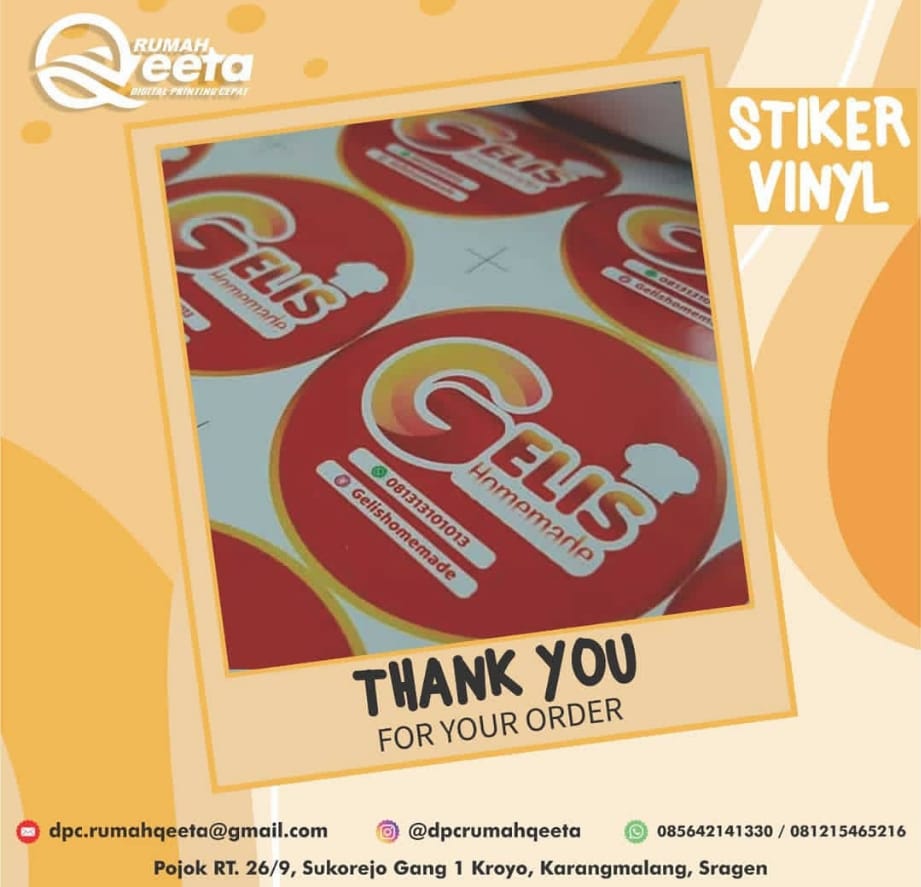 RUMAH
Qeeta
DIGITAL PRINTING CEPAT
STIKER
VINYL
GELIS
GELIS
Homemade
081313101013
Gelishomemade
GELIS
Homemade
Gelishomemade
THANK YOU
FOR YOUR ORDER
dpc.rumahqeeta@gmail.com @dpcrumahqeeta 085642141330 / 081215465216
Pojok RT. 26/9, Sukorejo Gang 1 Kroyo, Karangmalang, Sragen